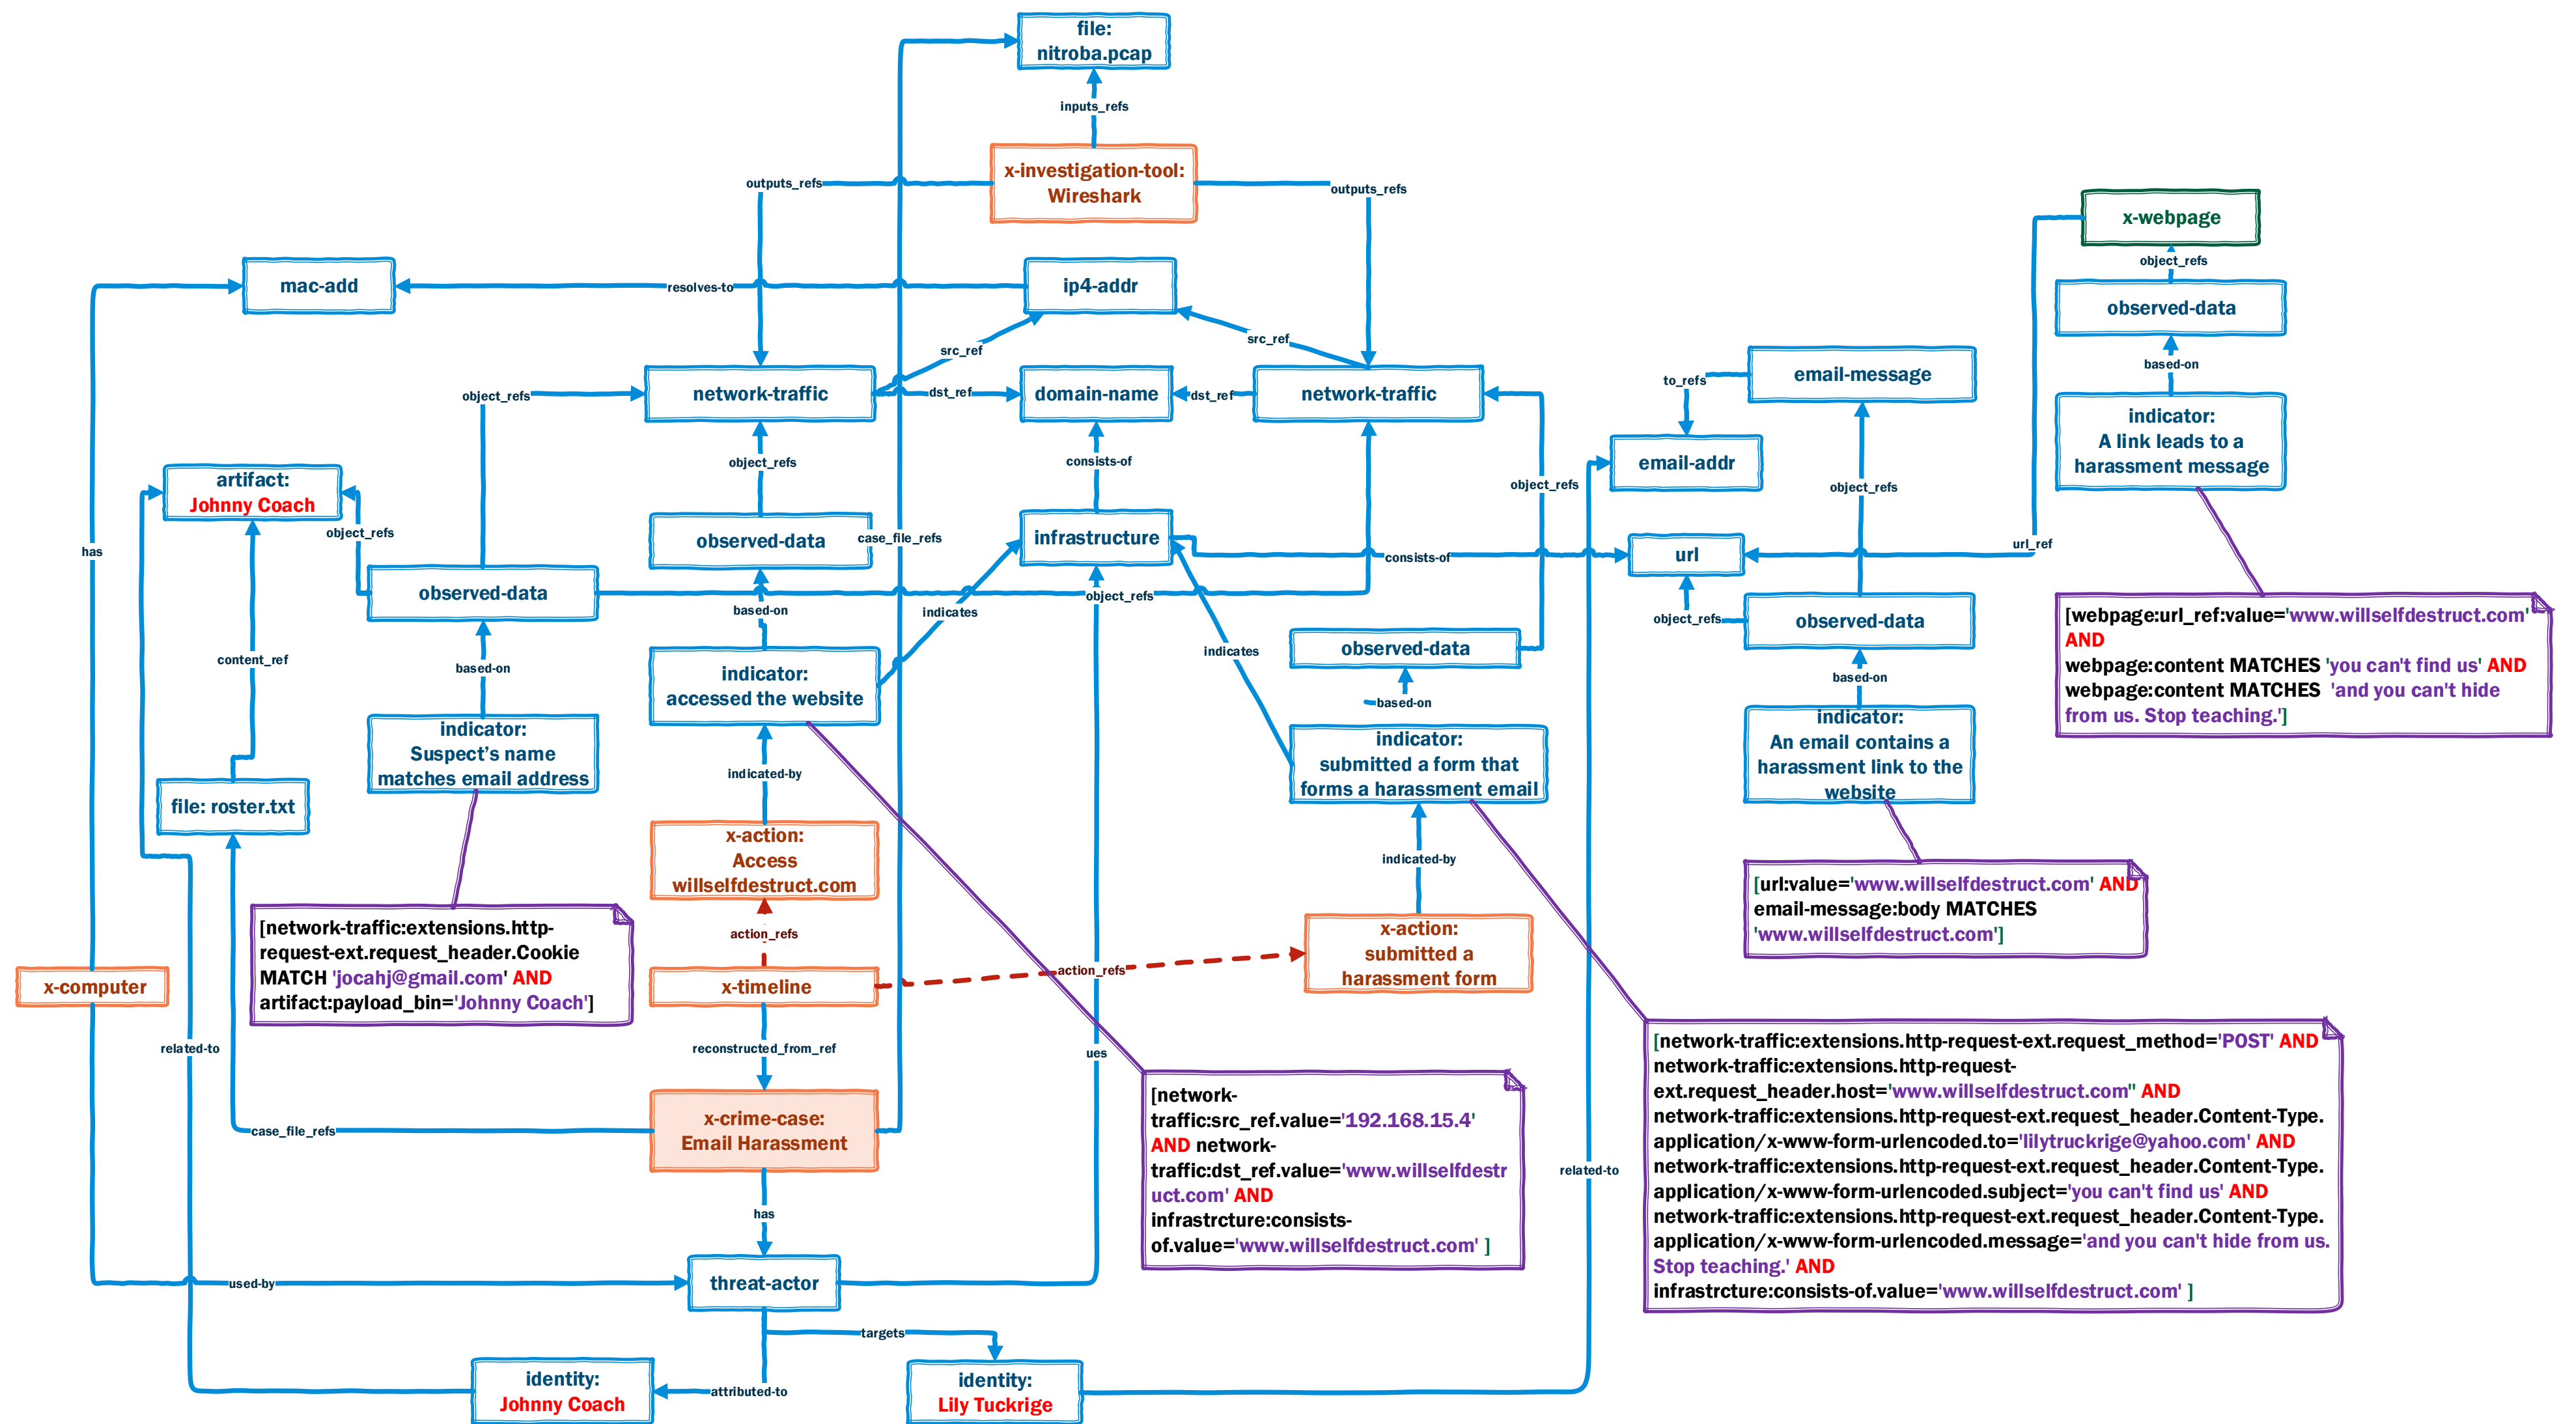 file:
nitroba.pcap
inputs_refs
x-investigation-tool:
Wireshark
outputs_refs
outputs_refs
x-webpage
object_refs
mac-add
resolves-to
ip4-addr
observed-data
src_ref
src_ref
based-on
network-traffic
dst_ref
domain-name
dst_ref
network-traffic
to_refs
email-message
object_refs
indicator:
A link leads to a
harassment message
email-addr
object_refs
consists-of
object_refs
object_refs
artifact:
Johnny Coach
object_refs
has
observed-data
case_file_refs
infrastructure
consists-of
url
url_ref
observed-data
object_refs
based-on
indicates
indicates
object_refs
observed-data
[webpage:url_ref:value='www.willselfdestruct.com'
AND
webpage:content MATCHES 'you can't find us' AND
webpage:content MATCHES  'and you can't hide
from us. Stop teaching.']
content_ref
based-on
observed-data
based-on
based-on
indicator:
accessed the website
indicator:
Suspect's name
matches email address
file: roster.txt
indicated-by
indicator:
submitted a form that
forms a harassment email
indicator:
An email contains a
harassment link to the
website
x-action:
Access
willselfdestruct.com
indicated-by
[url:value='www.willselfdestruct.com' AND
email-message:body MATCHES
'www.willselfdestruct.com']
[network-traffic:extensions.http-
request-ext.request_header.Cookie
MATCH 'jocahj@gmail.com' AND
artifact:payload_bin='Johnny Coach']
action_refs
x-action:
submitted a
harassment form
x-computer
x-timeline
action_refs
related-to
reconstructed_from_ref
ues
[network-traffic:extensions.http-request-ext.request_method='POST' AND
network-traffic:extensions.http-request-
ext.request_header.host='www.willselfdestruct.com" AND
network-traffic:extensions.http-request-ext.request_header.Content-Type.
application/x-www-form-urlencoded.to='lilytruckrige@yahoo.com' AND
network-traffic:extensions.http-request-ext.request_header.Content-Type.
application/x-www-form-urlencoded.subject='you can't find us' AND
network-traffic:extensions.http-request-ext.request_header.Content-Type.
application/x-www-form-urlencoded.message='and you can't hide from us.
Stop teaching.' AND
infrastrcture:consists-of.value='www.willselfdestruct.com' ]
[network-
traffic:src_ref.value='192.168.15.4'
AND network-
traffic:dst_ref.value='www.willselfdestr
uct.com' AND
infrastrcture:consists-
of.value='www.willselfdestruct.com' ]
case_file_refs
x-crime-case:
Email Harassment
related-to
has
used-by
threat-actor
targets
identity:
Johnny Coach
attributed-to
identity:
Lily Tuckrige